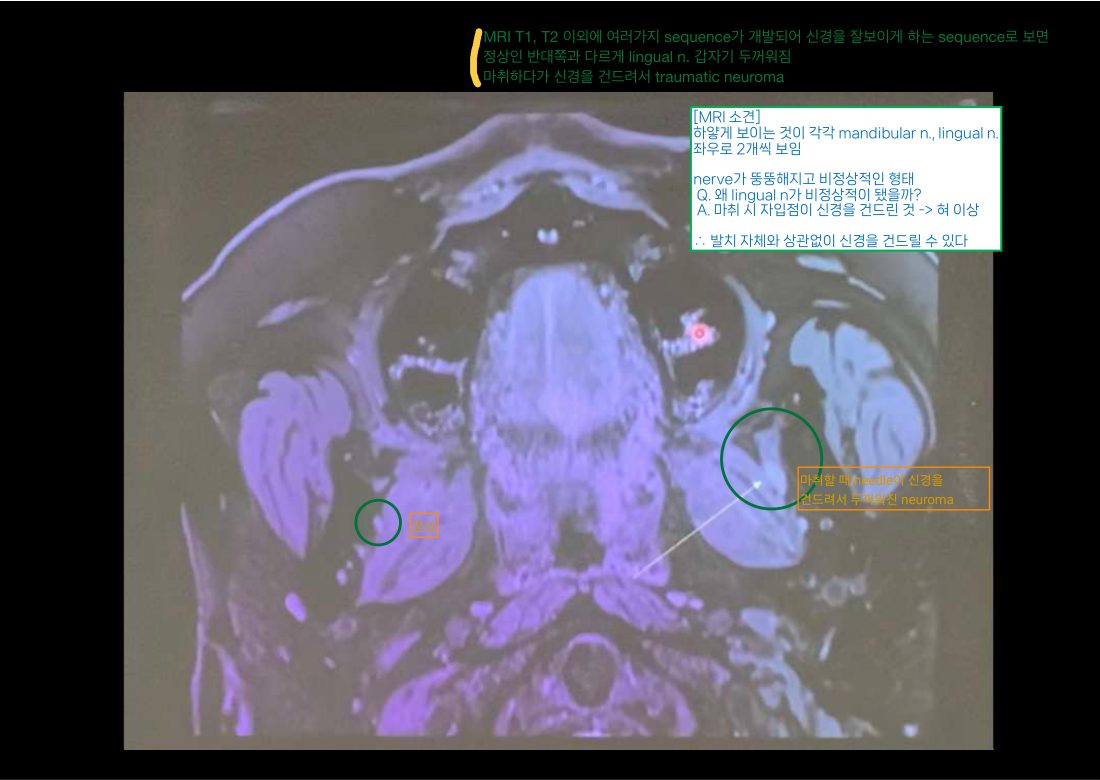 MRI T1, T2 이외에 여러가지 sequence가 개발되어 신경을 잘보이게 하는 sequence로 보면
정상인 반대쪽과 다르게 lingual n. 갑자기 두꺼워짐
마취하다가 신경을 건드려서 traumatic neuroma
[MRI 소견]
하얗게 보이는 것이 각각 mandibular n., lingual n.
좌우로 2개씩 보임
nerve가 뚱뚱해지고 비정상적인 형태
Q. 왜 lingual n가 비정상적이 됐을까?
A. 마취 시 자입점이 신경을 건드린 것 -> 혀 이상
∴ 발치 자체와 상관없이 신경을 건드릴 수 있다
마취할 때 needle이 신경을
건드려서 두꺼워진 neuroma
정상